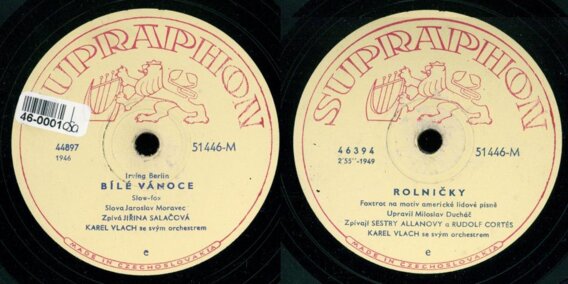 SUPRAPHON
46-0001
44897
1946
51446-M
Irving Berlin
BÍLÉ VÁNOCE
Slow-fox
Slova Jaroslav Moravec
Zpívá JIŘINA SALAČOVÁ
KAREL VLACH se svým orchestrem
e
MADE IN CZECHOSLOVAKIA
SUPRAPHON
46394
2'55"-1949
51446-M
ROLNIČKY
Foxtrot na motiv americké lidové písně
Upravil Miloslav Ducháč
Zpívají SESTRY ALLANOVY a RUDOLF CORTÉS
KAREL VLACH se svým orchestrem
e
MADE IN CZECHOSLOVAKIA